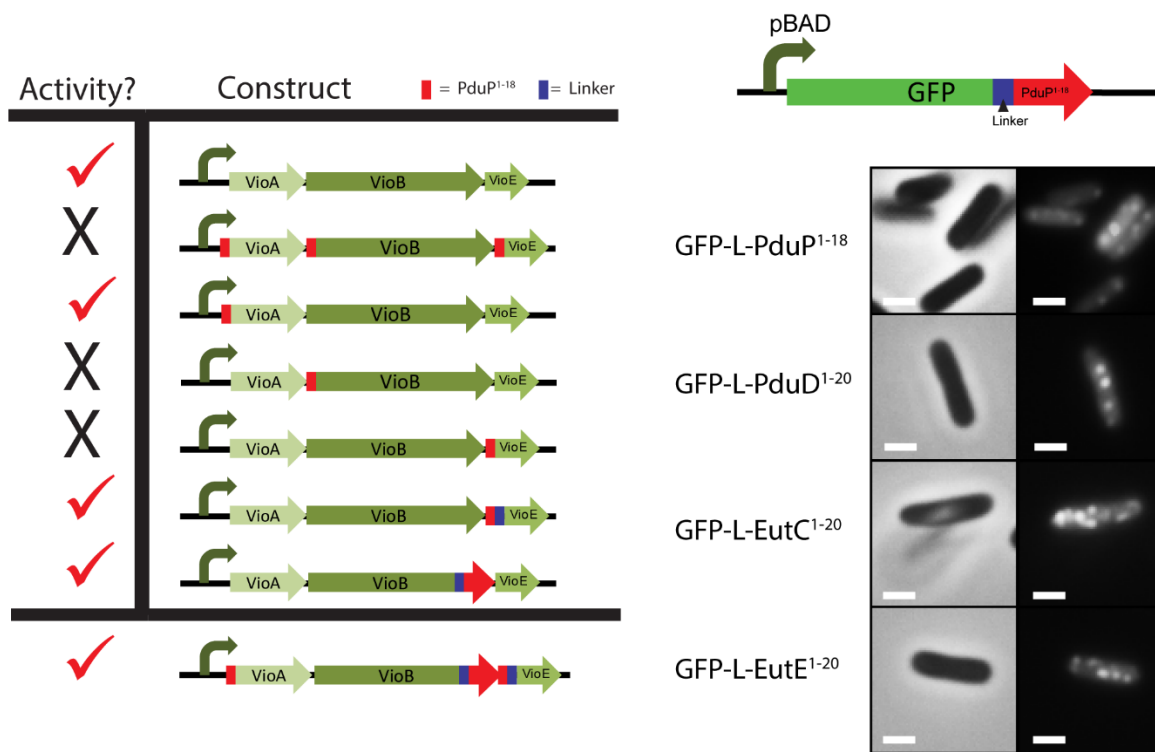 Activity?
Construct
= PduP1-18
= Linker
VioA VioB VioE
X
VioA VioB VioE
VioA VioB VioE
X
VioA VioB VioE
X
VioA VioB VioE
VioA VioB VioE
VioA VioB VioE
VioA VioB VioE
pBAD
GFP PduP1-18
Linker
GFP-L-PduP1-18
GFP-L-PduD1-20
GFP-L-EutC1-20
GFP-L-EutE1-20